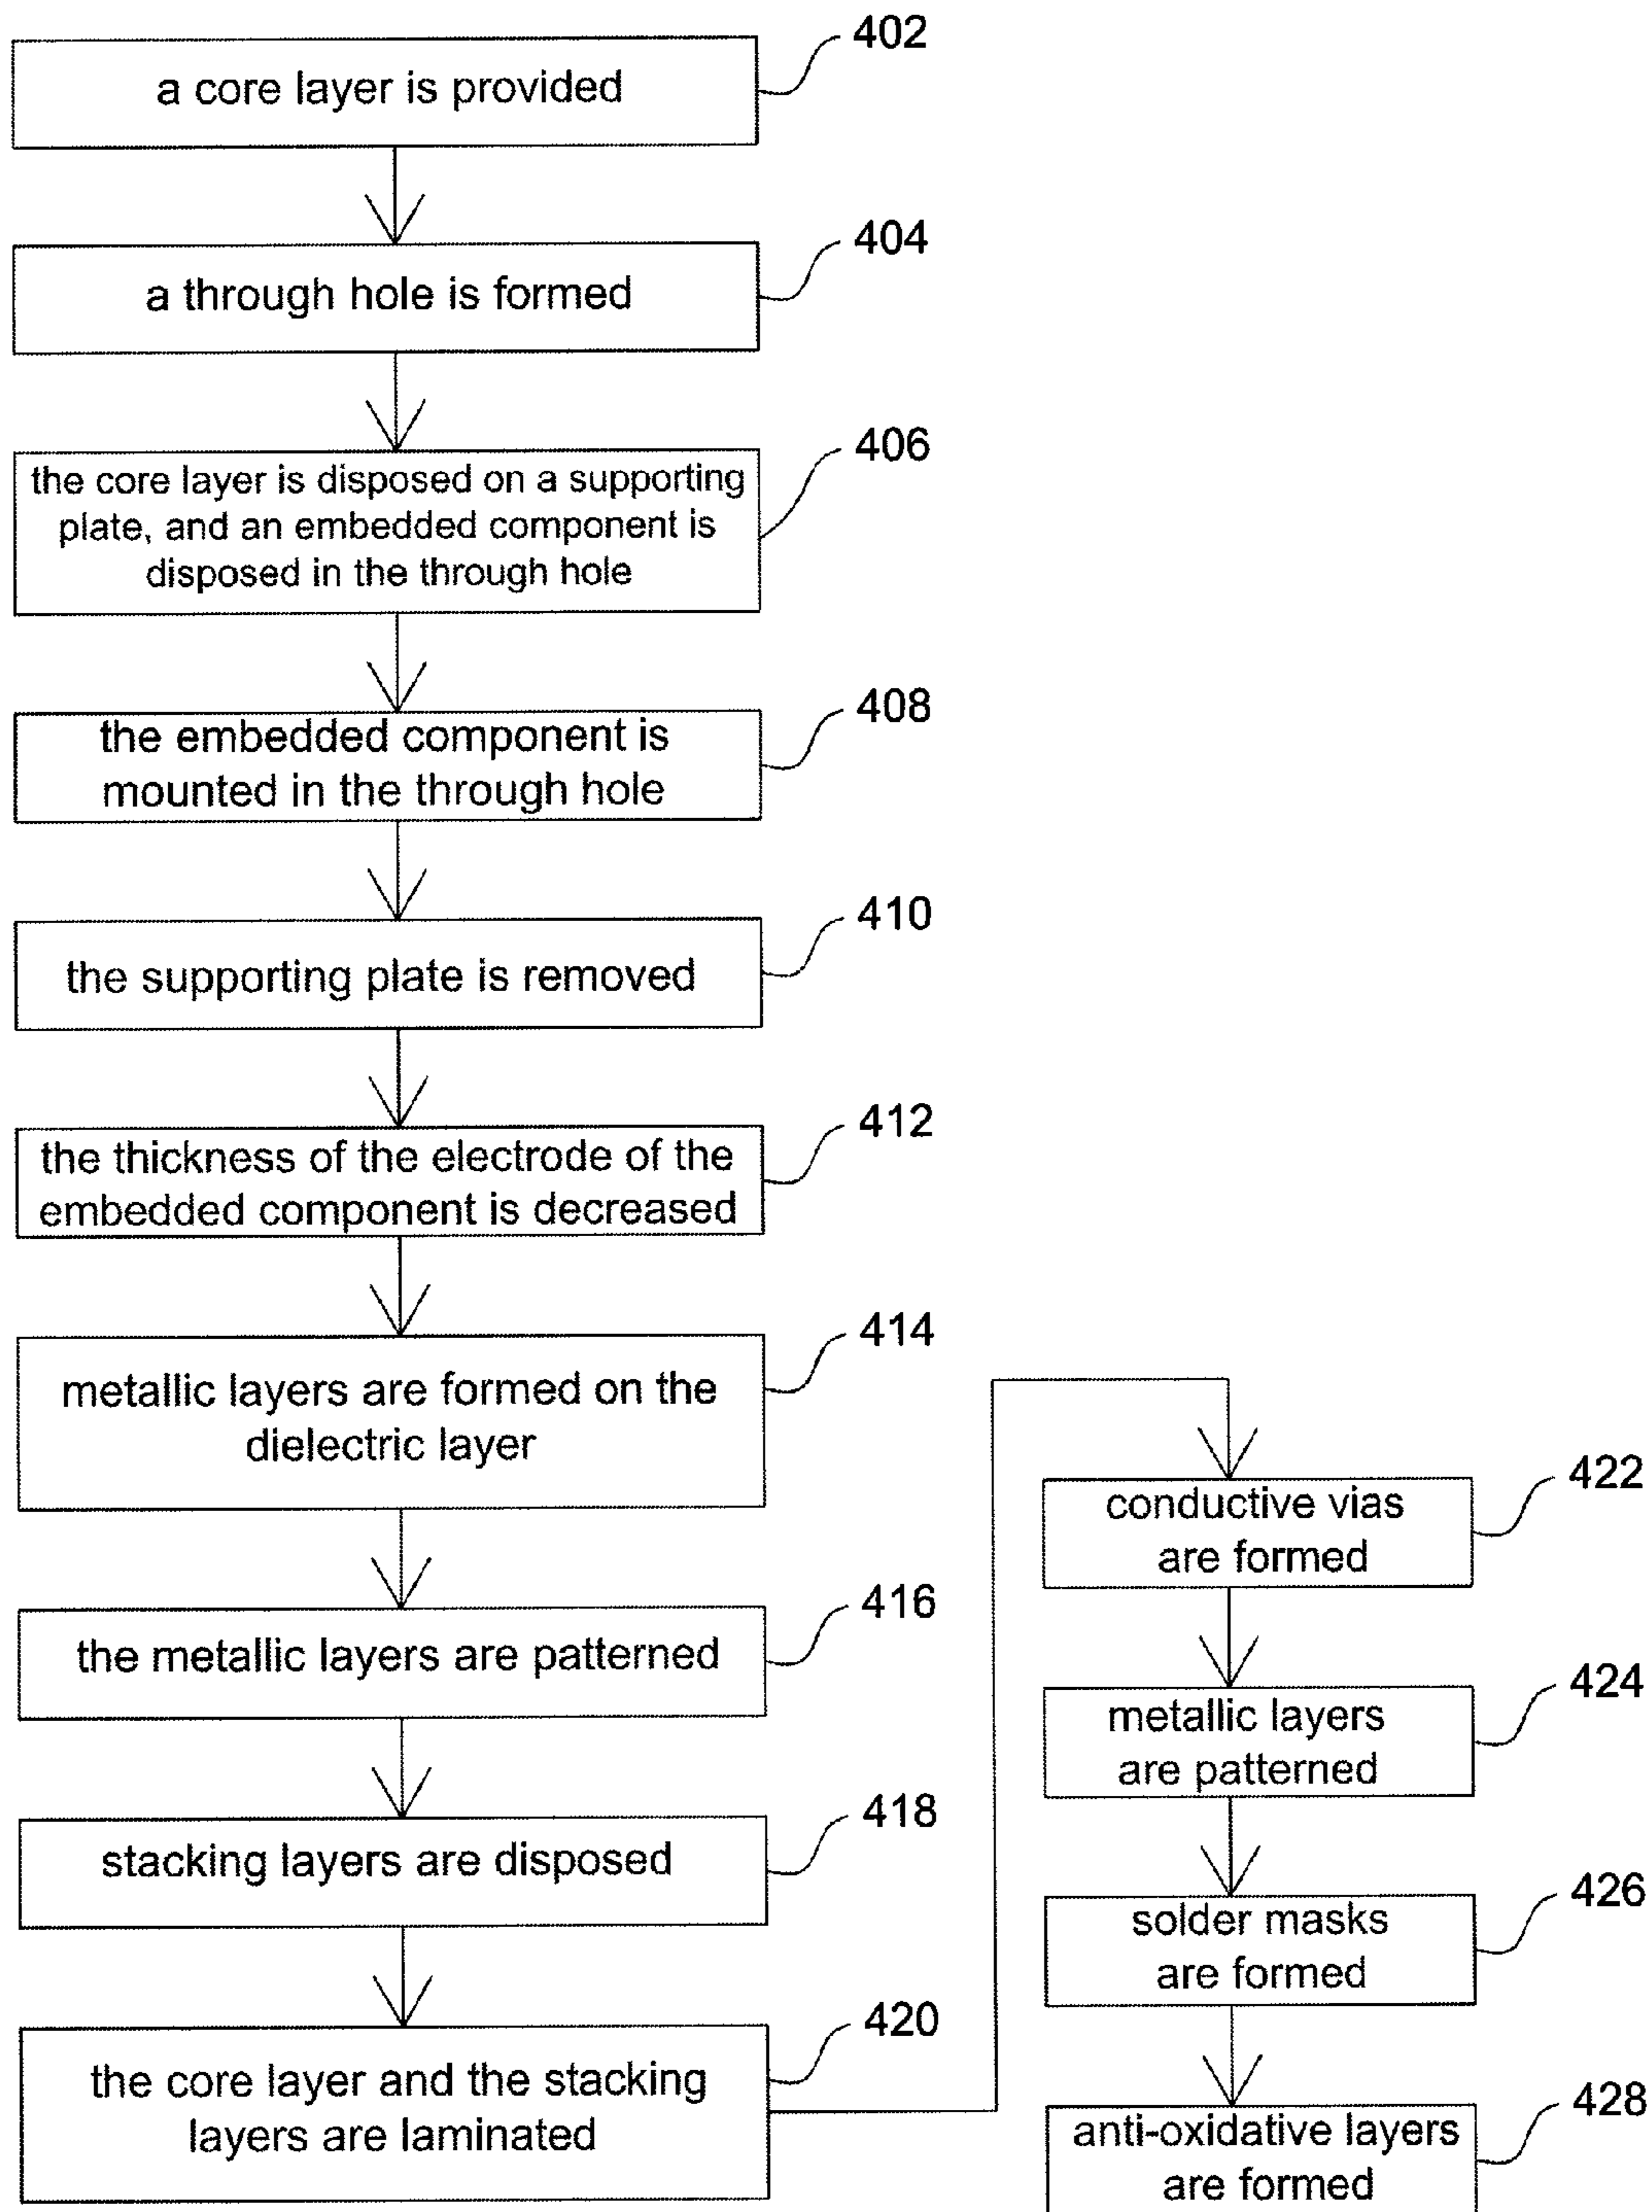 402
a core layer is provided
404
a through hole is formed
406
the core layer is disposed on a supporting
plate, and an embedded component is
disposed in the through hole
408
the embedded component is
mounted in the through hole
410
the supporting plate is removed
412
the thickness of the electrode of the
embedded component is decreased
414
metallic layers are formed on the
dielectric layer
416
the metallic layers are patterned
418
stacking layers are disposed
420
the core layer and the stacking
layers are laminated
422
conductive vias
are formed
424
metallic layers
are patterned
426
solder masks
are formed
428
anti-oxidative layers
are formed